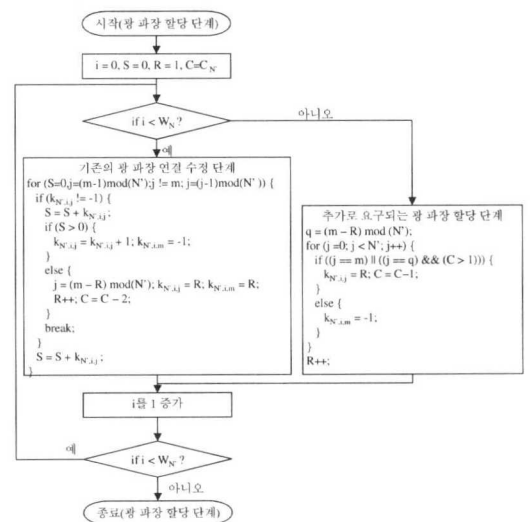 시작(광 파장 할당 단계)
i = 0, S = 0, R = 1, C=C_N'
if i < W_N ?
아니오
예
기존의 광 파장 연결 수정 단계
for (S=0,j=(m-1)mod(N');j != m; j=(j-1)mod(N' )) {
if (k_N',i,j != -1) {
S = S + k_N',i,j ;
if (S > 0) {
k_N',i,j = k_N',i,j + 1; k_N',i,m = -1;
}
else {
j = (m − R) mod(N'); k_N',i,j = R; k_N',i,m = R;
R++; C = C - 2;
}
break;
}
S = S + k_N',i,j ;
}
추가로 요구되는 광 파장 할당 단계
q = (m − R) mod (N');
for (j =0; j < N'; j++) {
if ((j == m) || ((j == q) && (C > 1))) {
k_N',i,j = R; C = C-1;
}
else {
k_N',i,m = -1;
}
}
R++;
i를 1 증가
예
if i < W_N' ?
아니오
종료(광 파장 할당 단계)